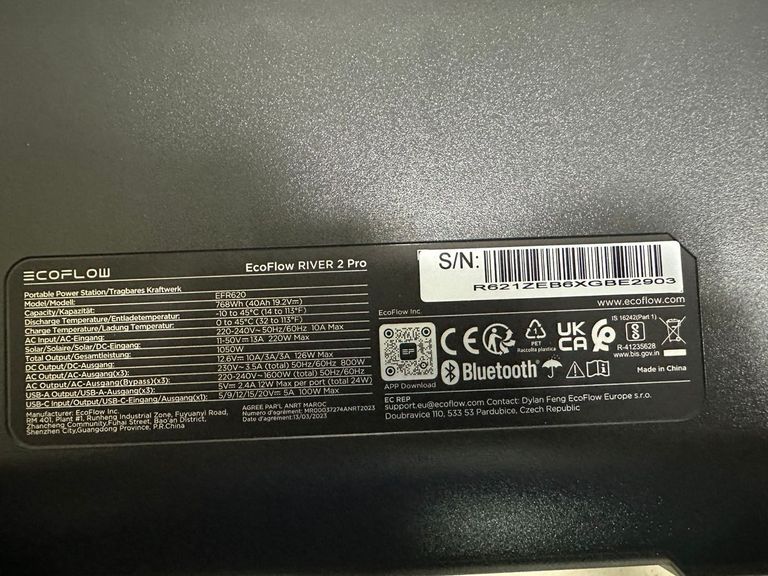 ECOFLOW
EcoFlow RIVER 2 Pro
Portable Power Station/Tragbares Kraftwerk
Model/Modell: EFR620
Capacity/Kapazität: 768Wh (40Ah 19.2V⎓)
Discharge Temperature/Entladetemperatur: -10 to 45°C (14 to 113°F)
Charge Temperature/Ladung Temperatur: 0 to 45°C (32 to 113°F)
AC Input/AC-Eingang: 220-240V~ 50Hz/60Hz 10A Max
Solar/Solaire/Solar/DC-Eingang: 11-50V⎓13A 220W Max
Total Output/Gesamtleistung: 1050W
DC Output/DC-Ausgang: 12.6V⎓ 10A/3A/3A 126W Max
AC Output/AC-Ausgang(x3): 230V~ 3.5A (total) 50Hz/60Hz 800W
AC Output/AC-Ausgang(Bypass)(x3): 220-240V~1600W (total) 50Hz/60Hz
USB-A Output/USB-A-Ausgang(x3): 5V⎓ 2.4A 12W Max per port (total 24W)
USB-C Input/Output/USB-C-Eingang/Ausgang(x1): 5/9/12/15/20V⎓ 5A 100W Max
Manufacturer: EcoFlow Inc.
RM 401, Plant #1, Runheng Industrial Zone, Fuyuanyi Road,
Zhancheng Community,Fuhai Street, Bao'an District,
Shenzhen City,Guangdong Province, P.R.China
AGREE PAR'L ANRT MAROC
Numero d'agrément: MR00037274ANRT2023
Date d'agrément:13/03/2023
S/N:
R621ZEB6XGBE2903
www.ecoflow.com
EcoFlow Inc.
EF
APP Download
CE
PET
Raccolta plastica
UK
CA
IS 16242(Part 1)
R-41235628
www.bis.gov.in
Bluetooth®
Made in China
EC REP
support.eu@ecoflow.com Contact: Dylan Feng EcoFlow Europe s.r.o.
Doubravice 110, 533 53 Pardubice, Czech Republic